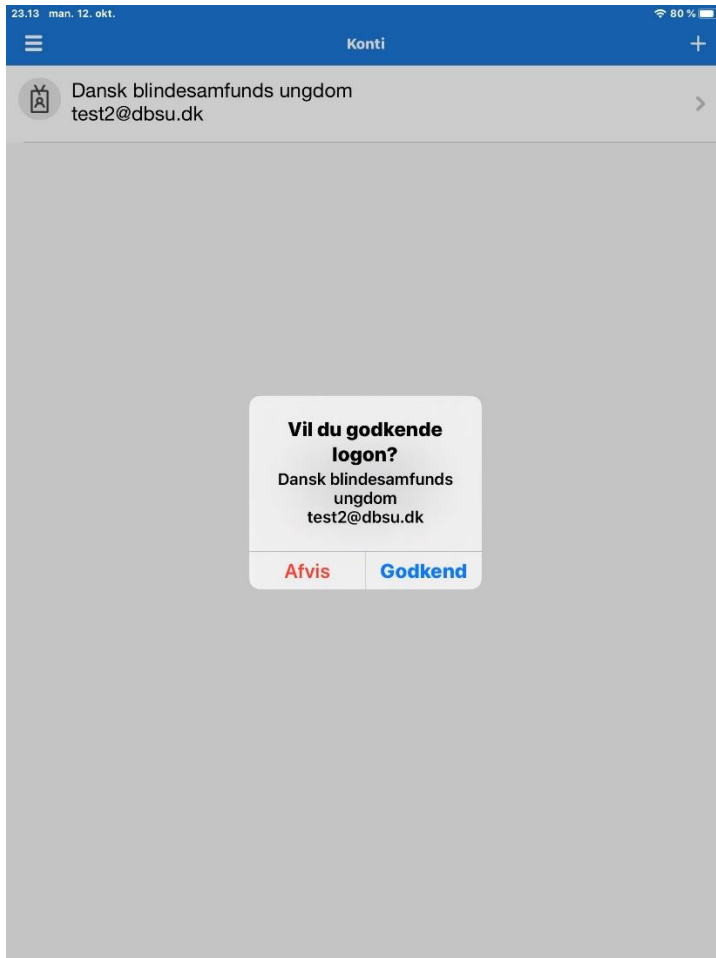 23.13 man. 12. okt.
80 %
Konti
Dansk blindesamfunds ungdom
test2@dbsu.dk
Vil du godkende
logon?
Dansk blindesamfunds
ungdom
test2@dbsu.dk
Afvis
Godkend